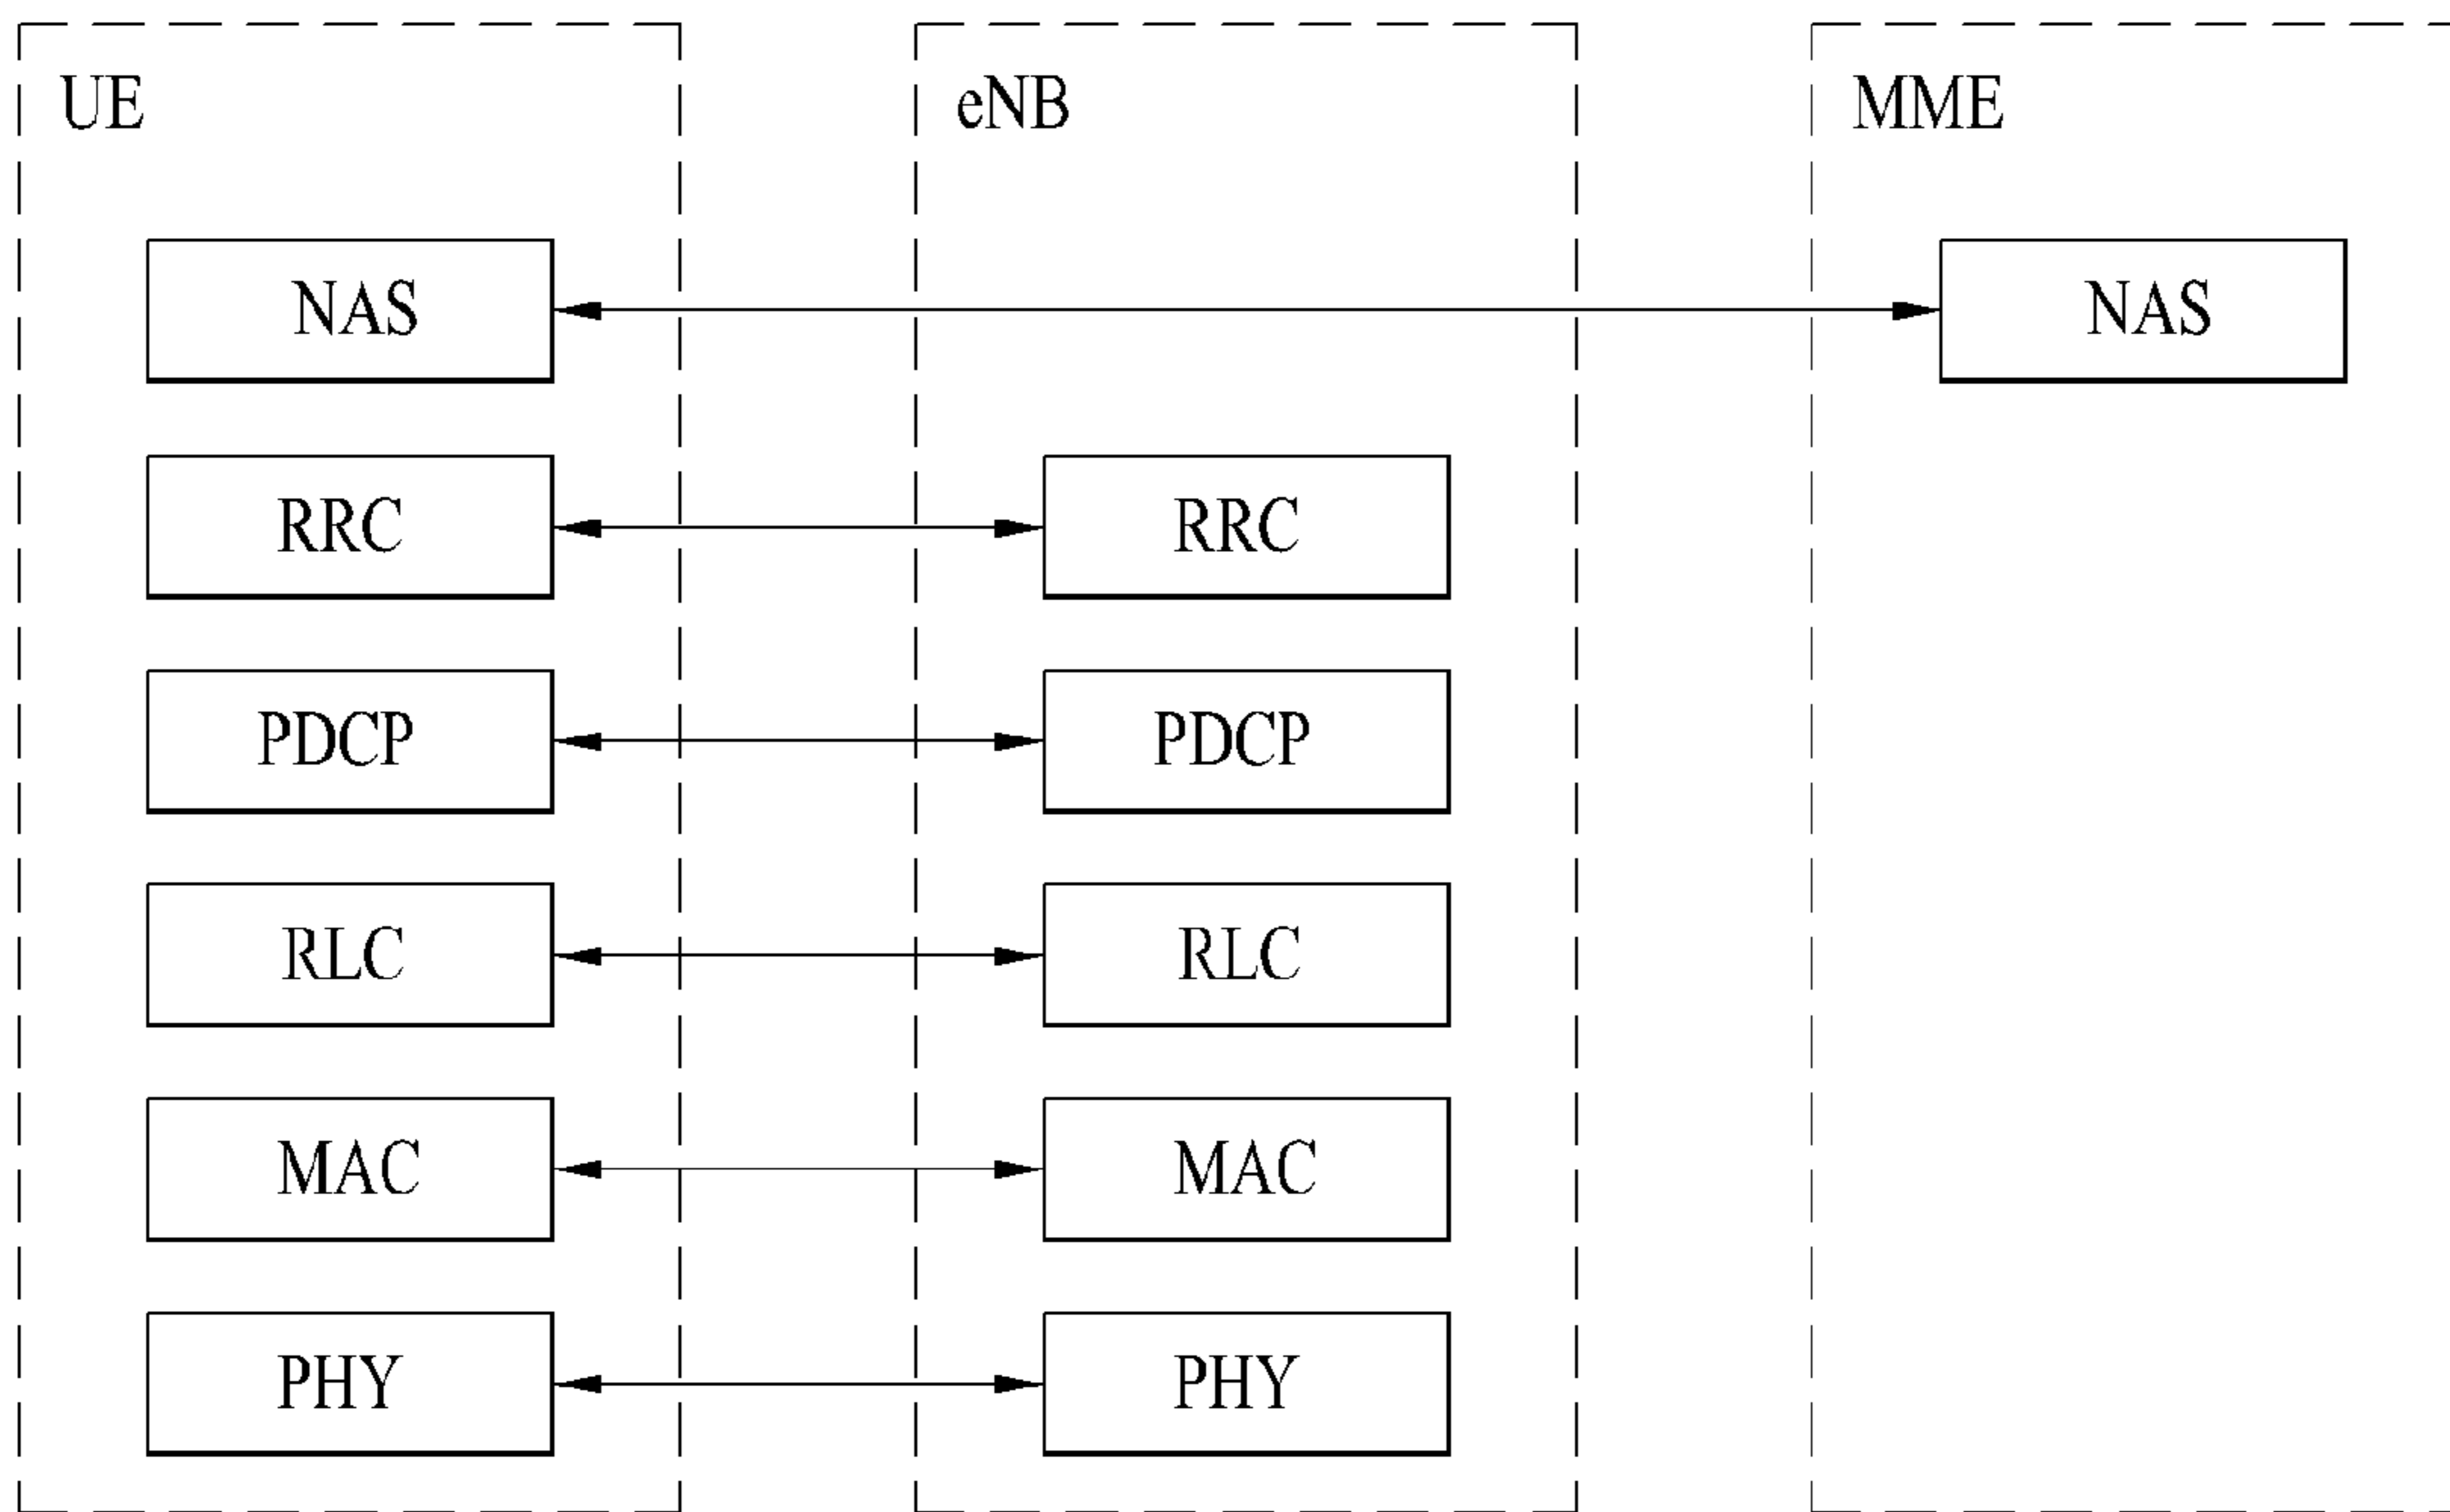 UE
eNB
MME
NAS
NAS
RRC
RRC
PDCP
PDCP
RLC
RLC
MAC
MAC
PHY
PHY